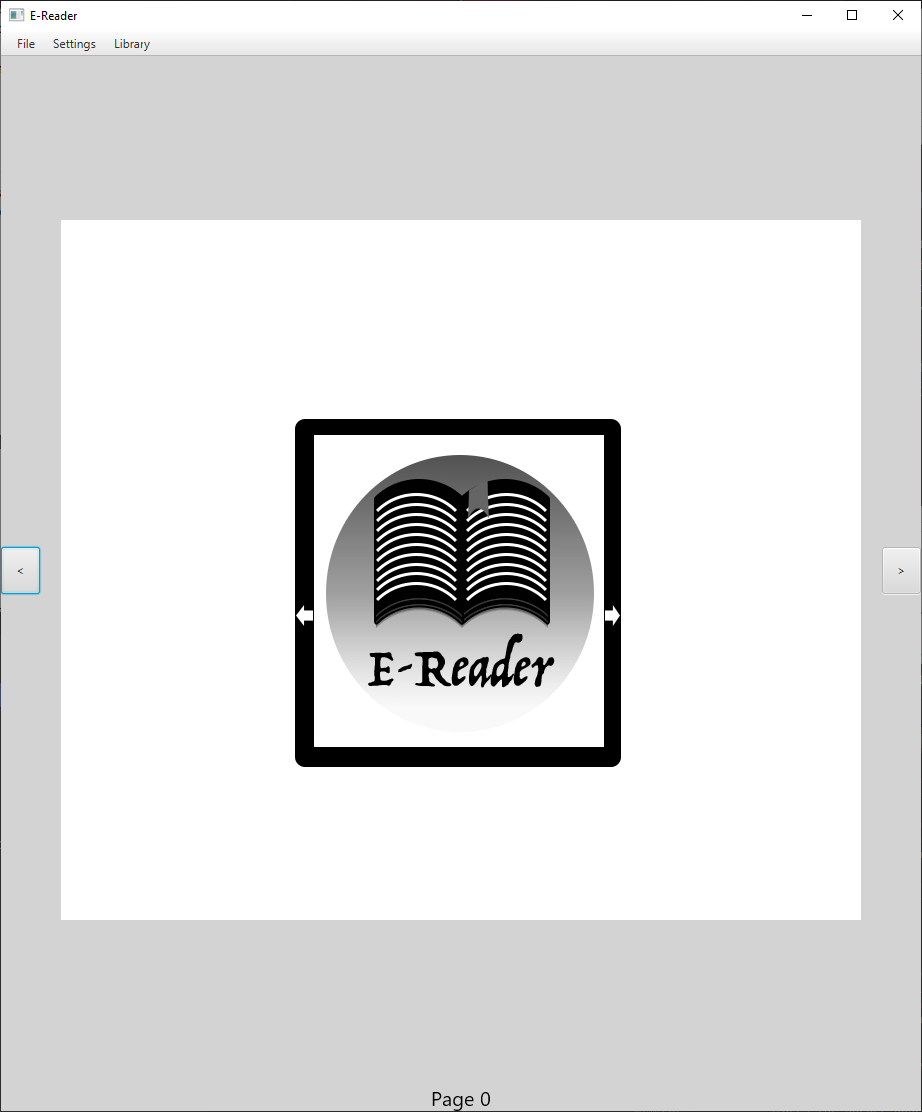 E-Reader
File Settings Library
E-Reader
< >
Page 0